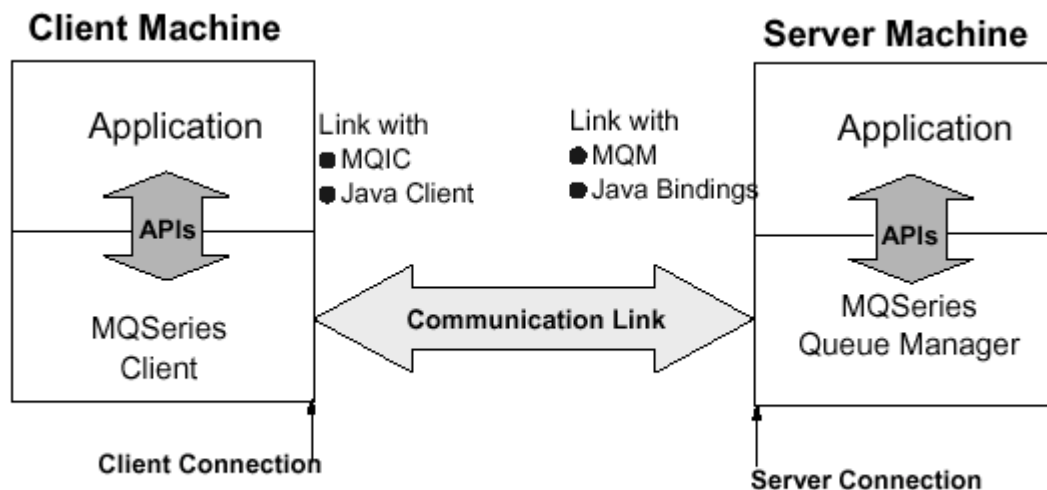 Client Machine
Server Machine
Application
Link with
MQIC
Java Client
Link with
MQM
Java Bindings
Application
APIs
APIs
MQSeries
Client
Communication Link
MQSeries
Queue Manager
Client Connection
Server Connection